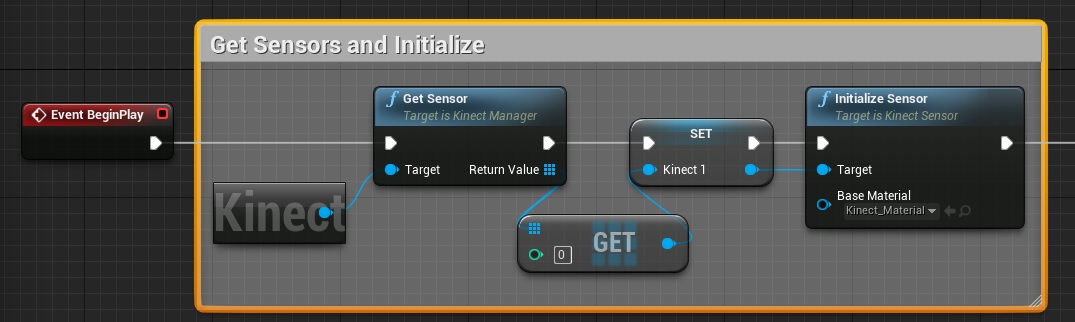 Get Sensors and Initialize
Event BeginPlay
f Get Sensor
Target is Kinect Manager
Target
Return Value
Kinect
SET
Kinect 1
0
GET
f Initialize Sensor
Target is Kinect Sensor
Target
Base Material
Kinect_Material